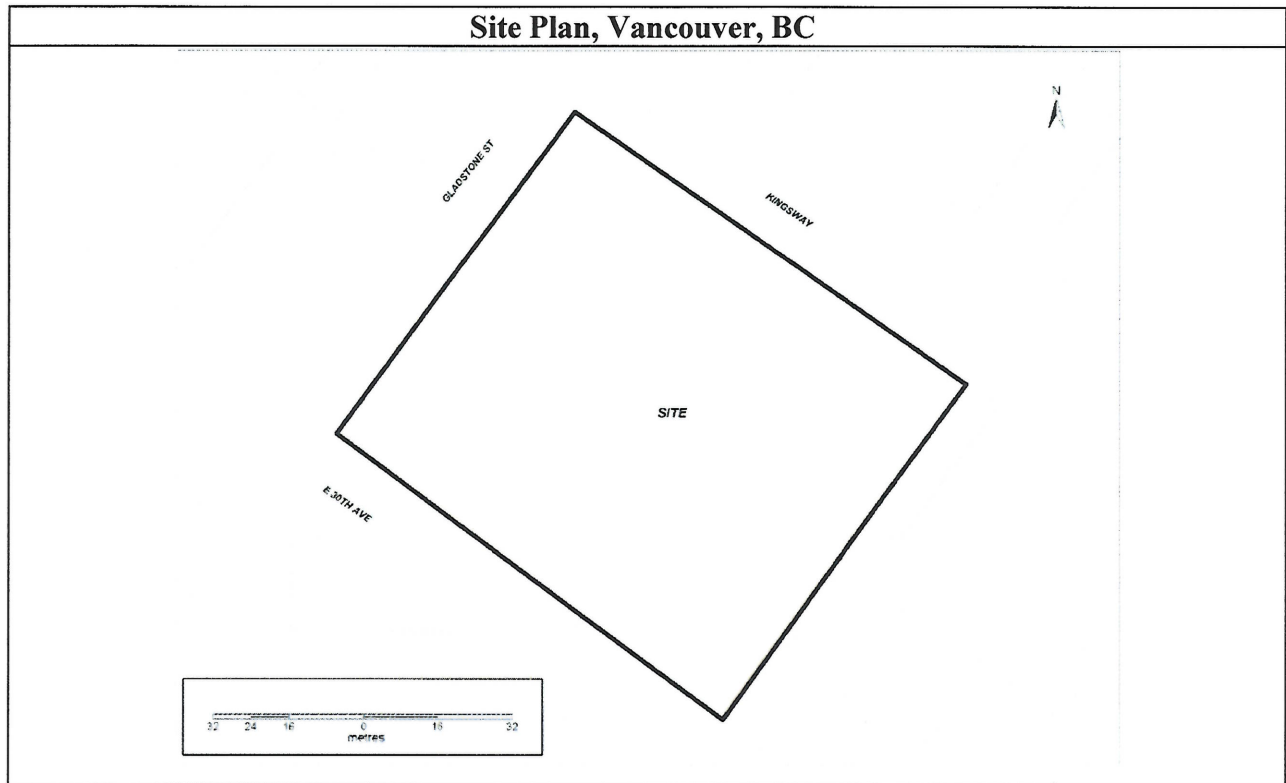 Site Plan, Vancouver, BC
N
GLADSTONE ST
KINGSWAY
SITE
E 30TH AVE
32 24 16 0 16 32
metres